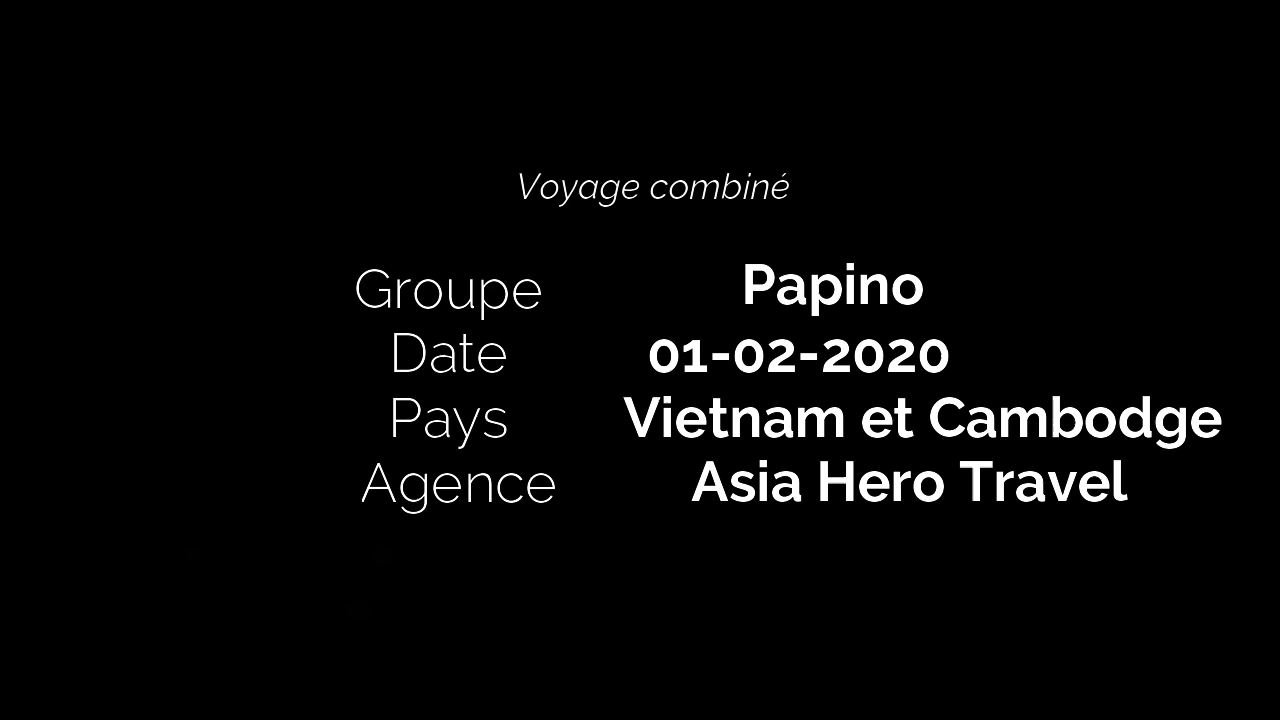 Voyage combiné
Groupe Papino
Date 01-02-2020
Pays Vietnam et Cambodge
Agence Asia Hero Travel